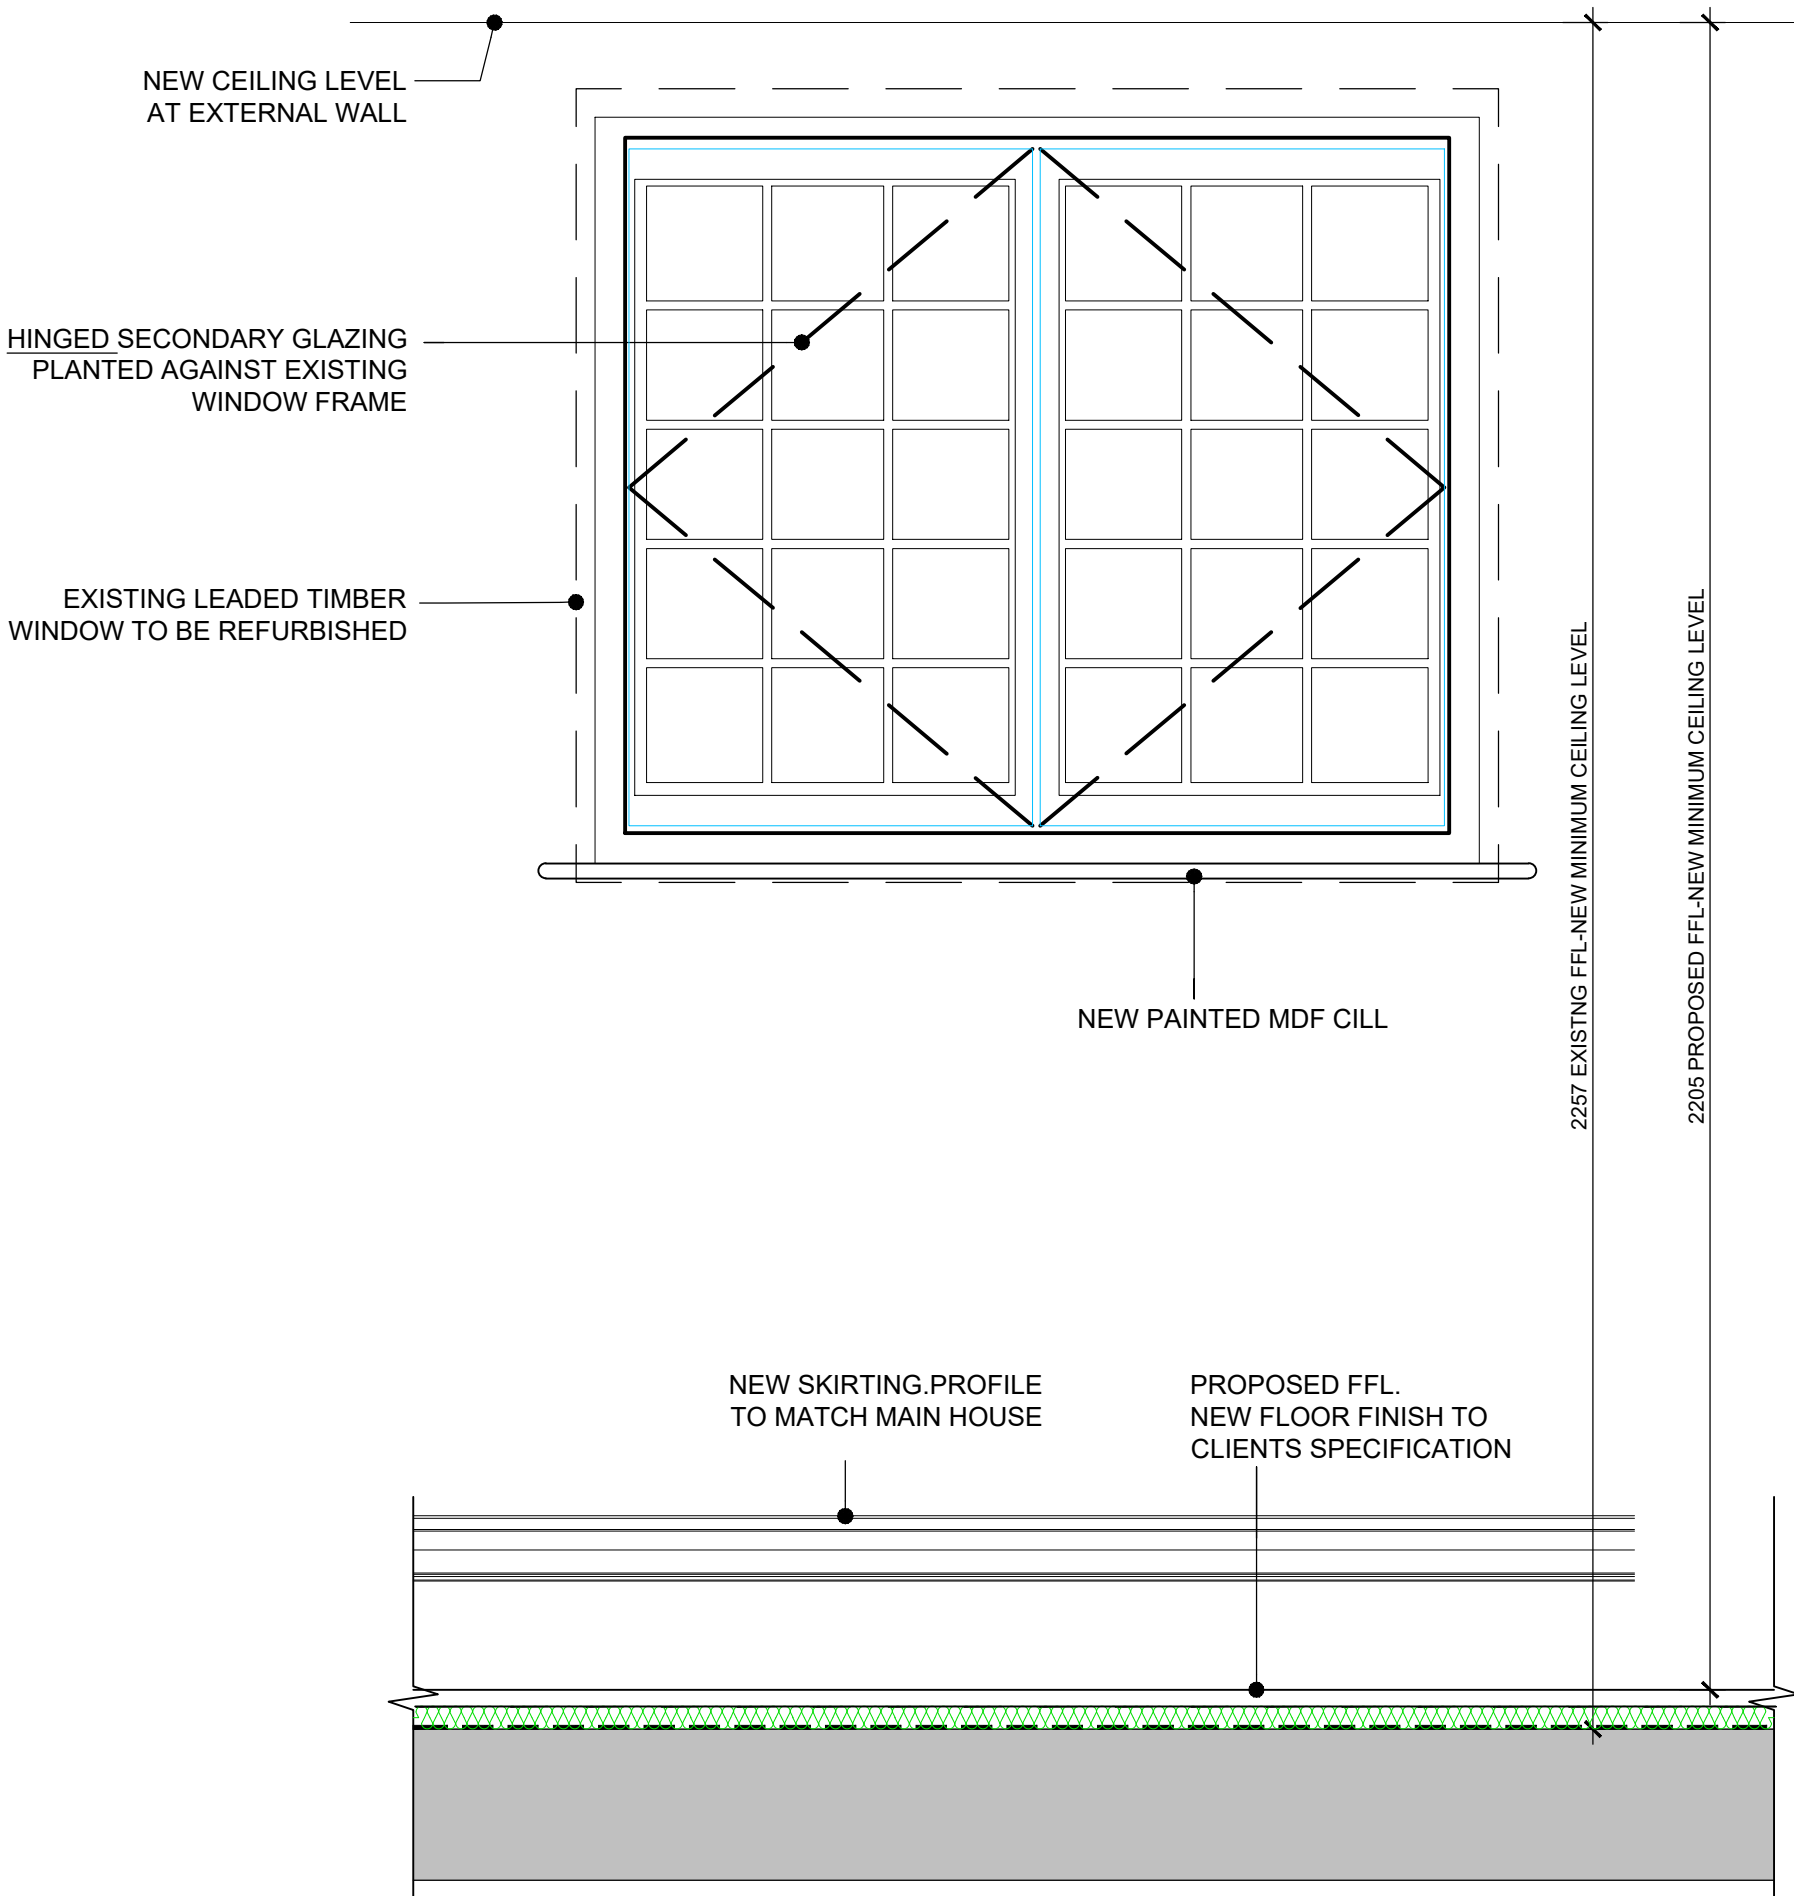 NEW CEILING LEVEL
AT EXTERNAL WALL
HINGED SECONDARY GLAZING
PLANTED AGAINST EXISTING
WINDOW FRAME
EXISTING LEADED TIMBER
WINDOW TO BE REFURBISHED
2257 EXISTNG FFL-NEW MINIMUM CEILING LEVEL
2205 PROPOSED FFL-NEW MINIMUM CEILING LEVEL
NEW PAINTED MDF CILL
NEW SKIRTING.PROFILE
TO MATCH MAIN HOUSE
PROPOSED FFL.
NEW FLOOR FINISH TO
CLIENTS SPECIFICATION